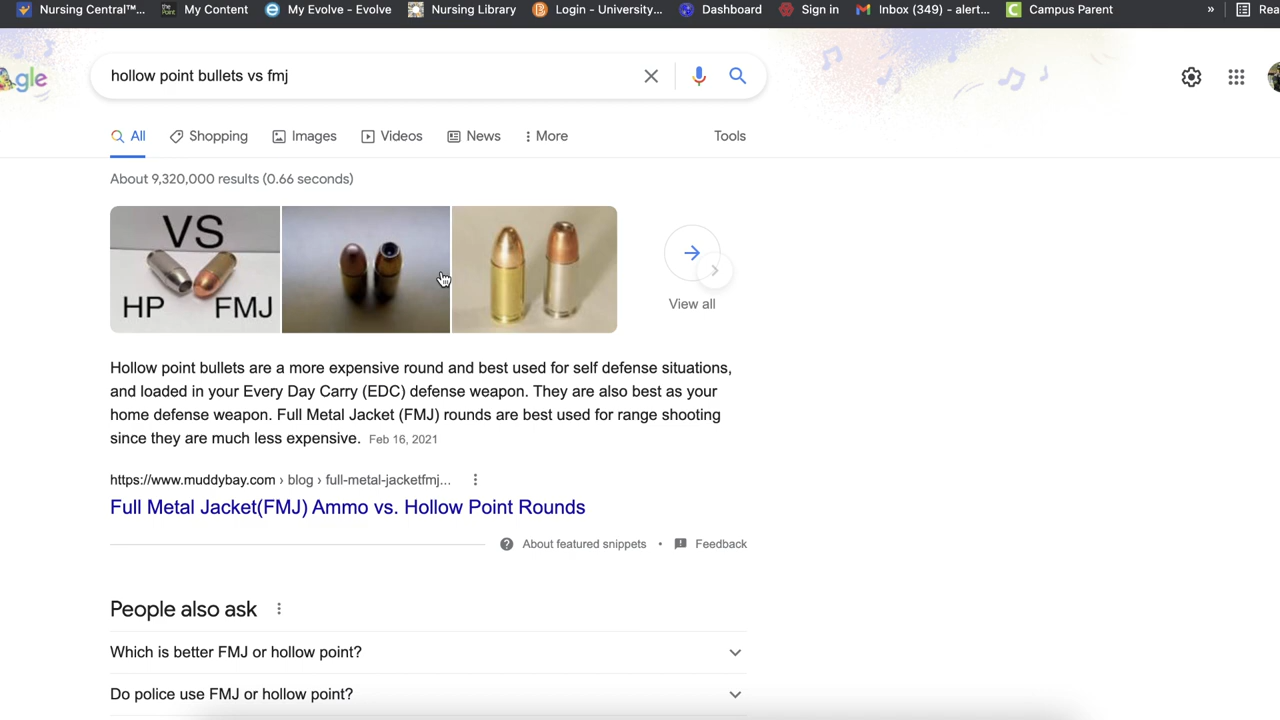 Nursing Central™... My Content My Evolve - Evolve Nursing Library Login - University... Dashboard Sign in Inbox (349) - alert... Campus Parent » Rea
gle hollow point bullets vs fmj
All Shopping Images Videos News More Tools
About 9,320,000 results (0.66 seconds)
VS
HP FMJ
View all
Hollow point bullets are a more expensive round and best used for self defense situations,
and loaded in your Every Day Carry (EDC) defense weapon. They are also best as your
home defense weapon. Full Metal Jacket (FMJ) rounds are best used for range shooting
since they are much less expensive. Feb 16, 2021
https://www.muddybay.com › blog › full-metal-jacketfmj...
Full Metal Jacket(FMJ) Ammo vs. Hollow Point Rounds
About featured snippets • Feedback
People also ask
Which is better FMJ or hollow point?
Do police use FMJ or hollow point?